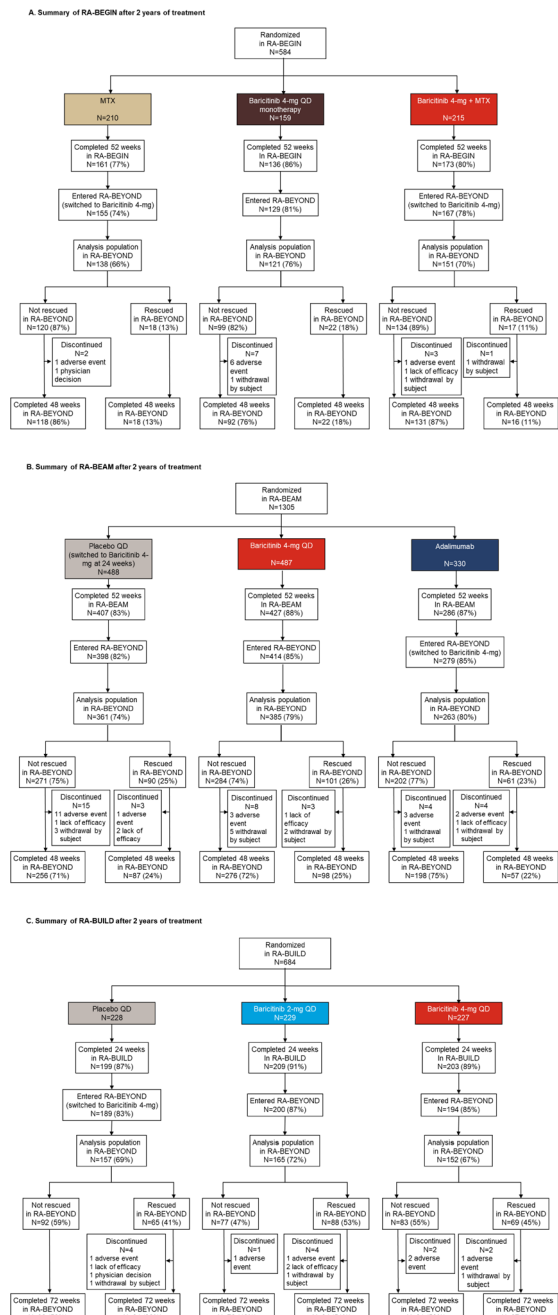 A. Summary of RA-BEGIN after 2 years of treatment
Randomized
in RA-BEGIN
N=584
MTX
N=210
Baricitinib 4-mg QD
monotherapy
N=159
Baricitinib 4-mg + MTX
N=215
Completed 52 weeks
in RA-BEGIN
N=161 (77%)
Completed 52 weeks
In RA-BEGIN
N=136 (86%)
Completed 52 weeks
in RA-BEGIN
N=173 (80%)
Entered RA-BEYOND
(switched to Baricitinib 4-mg)
N=155 (74%)
Entered RA-BEYOND
N=129 (81%)
Entered RA-BEYOND
(switched to Baricitinib 4-mg)
N=167 (78%)
Analysis population
in RA-BEYOND
N=138 (66%)
Analysis population
in RA-BEYOND
N=121 (76%)
Analysis population
in RA-BEYOND
N=151 (70%)
Not rescued
in RA-BEYOND
N=120 (87%)
Rescued
in RA-BEYOND
N=18 (13%)
Not rescued
in RA-BEYOND
N=99 (82%)
Rescued
in RA-BEYOND
N=22 (18%)
Not rescued
in RA-BEYOND
N=134 (89%)
Rescued
in RA-BEYOND
N=17 (11%)
Discontinued
N=2
1 adverse event
1 physician
decision
Discontinued
N=7
6 adverse
event
1 withdrawal
by subject
Discontinued
N=3
1 adverse event
1 lack of efficacy
1 withdrawal by
subject
Discontinued
N=1
1 withdrawal
by subject
Completed 48 weeks
in RA-BEYOND
N=118 (86%)
Completed 48 weeks
in RA-BEYOND
N=18 (13%)
Completed 48 weeks
in RA-BEYOND
N=92 (76%)
Completed 48 weeks
in RA-BEYOND
N=22 (18%)
Completed 48 weeks
in RA-BEYOND
N=131 (87%)
Completed 48 weeks
in RA-BEYOND
N=16 (11%)
B. Summary of RA-BEAM after 2 years of treatment
Randomized
in RA-BEAM
N=1305
Placebo QD
(switched to Baricitinib 4-
mg at 24 weeks)
N=488
Baricitinib 4-mg QD
N=487
Adalimumab
N=330
Completed 52 weeks
in RA-BEAM
N=407 (83%)
Completed 52 weeks
In RA-BEAM
N=427 (88%)
Completed 52 weeks
In RA-BEAM
N=286 (87%)
Entered RA-BEYOND
N=398 (82%)
Entered RA-BEYOND
N=414 (85%)
Entered RA-BEYOND
(switched to Baricitinib 4-mg)
N=279 (85%)
Analysis population
in RA-BEYOND
N=361 (74%)
Analysis population
in RA-BEYOND
N=385 (79%)
Analysis population
in RA-BEYOND
N=263 (80%)
Not rescued
in RA-BEYOND
N=271 (75%)
Rescued
in RA-BEYOND
N=90 (25%)
Not rescued
in RA-BEYOND
N=284 (74%)
Rescued
in RA-BEYOND
N=101 (26%)
Not rescued
in RA-BEYOND
N=202 (77%)
Rescued
in RA-BEYOND
N=61 (23%)
Discontinued
N=15
11 adverse event
1 lack of efficacy
3 withdrawal by
subject
Discontinued
N=3
1 adverse
event
2 lack of
efficacy
Discontinued
N=8
3 adverse
event
5 withdrawal
by subject
Discontinued
N=3
1 lack of
efficacy
2 withdrawal
by subject
Discontinued
N=4
3 adverse
event
1 withdrawal
by subject
Discontinued
N=4
2 adverse event
1 lack of efficacy
1 withdrawal by
subject
Completed 48 weeks
in RA-BEYOND
N=256 (71%)
Completed 48 weeks
in RA-BEYOND
N=87 (24%)
Completed 48 weeks
in RA-BEYOND
N=276 (72%)
Completed 48 weeks
in RA-BEYOND
N=98 (25%)
Completed 48 weeks
in RA-BEYOND
N=198 (75%)
Completed 48 weeks
in RA-BEYOND
N=57 (22%)
C. Summary of RA-BUILD after 2 years of treatment
Randomized
in RA-BUILD
N=684
Placebo QD
N=228
Baricitinib 2-mg QD
N=229
Baricitinib 4-mg QD
N=227
Completed 24 weeks
in RA-BUILD
N=199 (87%)
Completed 24 weeks
In RA-BUILD
N=209 (91%)
Completed 24 weeks
In RA-BUILD
N=203 (89%)
Entered RA-BEYOND
(switched to Baricitinib 4-mg)
N=189 (83%)
Entered RA-BEYOND
N=200 (87%)
Entered RA-BEYOND
N=194 (85%)
Analysis population
in RA-BEYOND
N=157 (69%)
Analysis population
in RA-BEYOND
N=165 (72%)
Analysis population
in RA-BEYOND
N=152 (67%)
Not rescued
in RA-BEYOND
N=92 (59%)
Rescued
in RA-BEYOND
N=65 (41%)
Not rescued
in RA-BEYOND
N=77 (47%)
Rescued
in RA-BEYOND
N=88 (53%)
Not rescued
in RA-BEYOND
N=83 (55%)
Rescued
in RA-BEYOND
N=69 (45%)
Discontinued
N=4
1 adverse event
1 lack of efficacy
1 physician decision
1 withdrawal by subject
Discontinued
N=1
1 adverse
event
Discontinued
N=4
1 adverse event
2 lack of efficacy
1 withdrawal by
subject
Discontinued
N=2
2 adverse
event
Discontinued
N=2
1 adverse
event
1 withdrawal by
subject
Completed 72 weeks
in RA-BEYOND
Completed 72 weeks
in RA-BEYOND
Completed 72 weeks
in RA-BEYOND
Completed 72 weeks
in RA-BEYOND
Completed 72 weeks
in RA-BEYOND
Completed 72 weeks
in RA-BEYOND